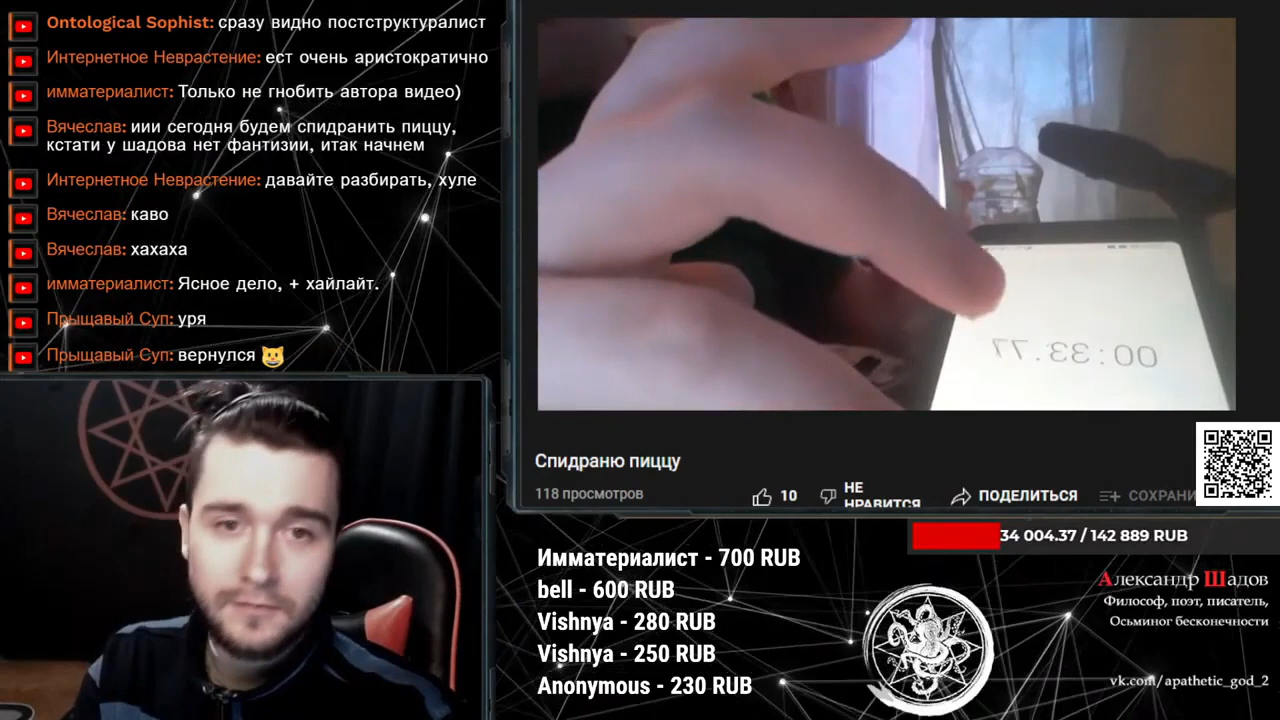 Ontological Sophist: сразу видно постструктуралист
Интернетное Неврастение: ест очень аристократично
имматериалист: Только не гнобить автора видео)
Вячеслав: иии сегодня будем спидранить пиццу,
кстати у шадова нет фантизии, итак начнем
Интернетное Неврастение: давайте разбирать, хуле
Вячеслав: каво
Вячеслав: хахаха
имматериалист: Ясное дело, + хайлайт.
Прыщавый Суп: уря
Прыщавый Суп: вернулся
00:33.77
Спидраню пиццу
118 просмотров
10
НЕ
НРАВИТСЯ
ПОДЕЛИТЬСЯ
СОХРАНИ
34 004.37 / 142 889 RUB
Имматериалист - 700 RUB
bell - 600 RUB
Vishnya - 280 RUB
Vishnya - 250 RUB
Anonymous - 230 RUB
Александр Шадов
Философ, поэт, писатель,
Осьминог бесконечности
vk.com/apathetic_god_2